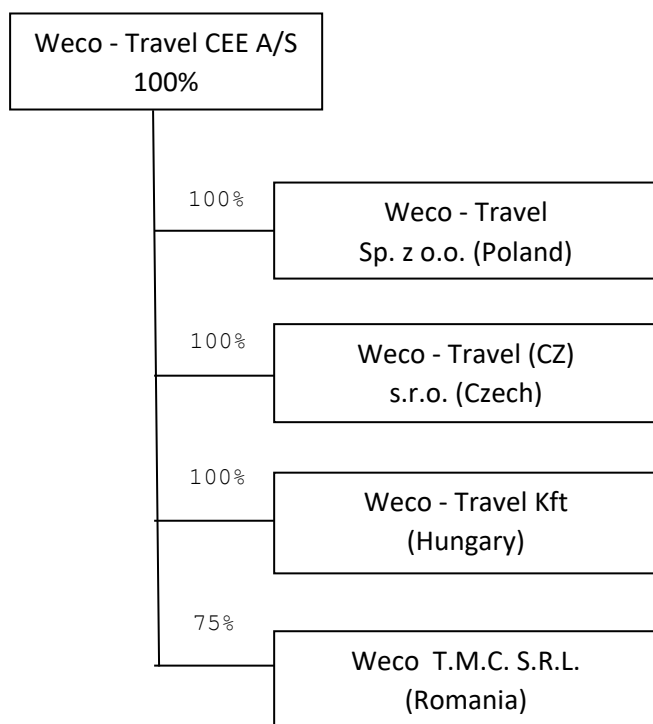 Weco - Travel CEE A/S
100%
100%
Weco - Travel
Sp. z o.o. (Poland)
100%
Weco - Travel (CZ)
s.r.o. (Czech)
100%
Weco - Travel Kft
(Hungary)
75%
Weco T.M.C. S.R.L.
(Romania)